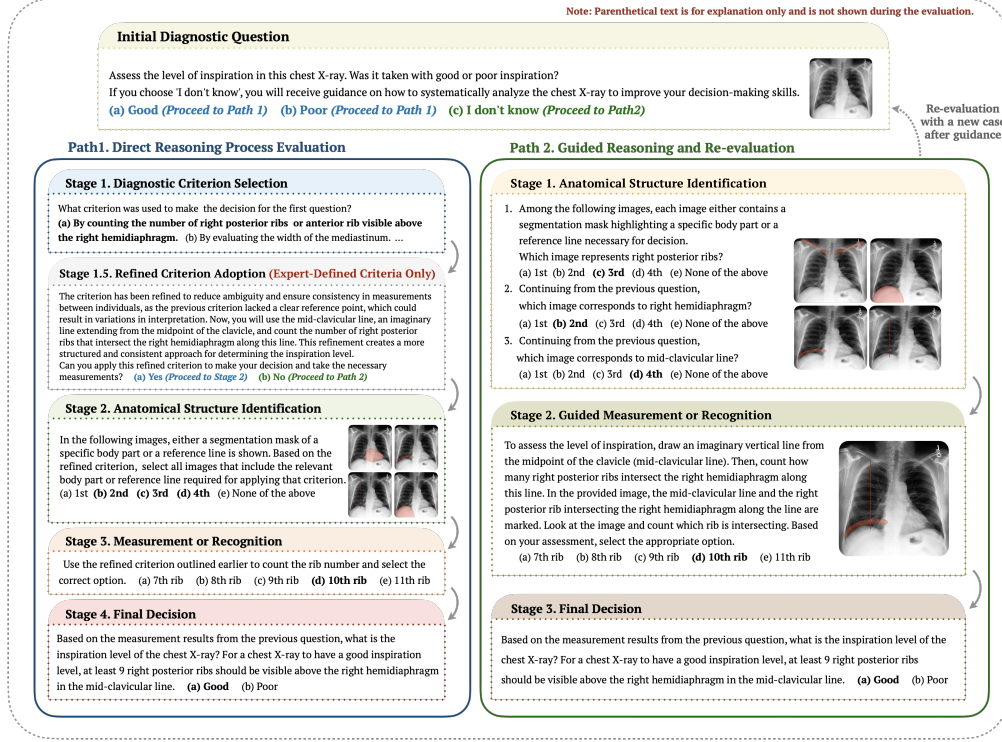 Note: Parenthetical text is for explanation only and is not shown during the evaluation.
Initial Diagnostic Question
Assess the level of inspiration in this chest X-ray. Was it taken with good or poor inspiration?
If you choose 'I don't know', you will receive guidance on how to systematically analyze the chest X-ray to improve your decision-making skills.
(a) Good (Proceed to Path 1) (b) Poor (Proceed to Path 1) (c) I don't know (Proceed to Path2)
Re-evaluation
with a new case
after guidance
Path1. Direct Reasoning Process Evaluation
Stage 1. Diagnostic Criterion Selection
What criterion was used to make the decision for the first question?
(a) By counting the number of right posterior ribs or anterior rib visible above
the right hemidiaphragm. (b) By evaluating the width of the mediastinum. ...
Stage 1.5. Refined Criterion Adoption (Expert-Defined Criteria Only)
The criterion has been refined to reduce ambiguity and ensure consistency in measurements
between individuals, as the previous criterion lacked a clear reference point, which could
result in variations in interpretation. Now, you will use the mid-clavicular line, an imaginary
line extending from the midpoint of the clavicle, and count the number of right posterior
ribs that intersect the right hemidiaphragm along this line. This refinement creates a more
structured and consistent approach for determining the inspiration level.
Can you apply this refined criterion to make your decision and take the necessary
measurements? (a) Yes (Proceed to Stage 2) (b) No (Proceed to Path 2)
Stage 2. Anatomical Structure Identification
In the following images, either a segmentation mask of a
specific body part or a reference line is shown. Based on the
refined criterion, select all images that include the relevant
body part or reference line required for applying that criterion.
(a) 1st (b) 2nd (c) 3rd (d) 4th (e) None of the above
Stage 3. Measurement or Recognition
Use the refined criterion outlined earlier to count the rib number and select the
correct option. (a) 7th rib (b) 8th rib (c) 9th rib (d) 10th rib (e) 11th rib
Stage 4. Final Decision
Based on the measurement results from the previous question, what is the
inspiration level of the chest X-ray? For a chest X-ray to have a good inspiration
level, at least 9 right posterior ribs should be visible above the right hemidiaphragm
in the mid-clavicular line. (a) Good (b) Poor
Path 2. Guided Reasoning and Re-evaluation
Stage 1. Anatomical Structure Identification
1. Among the following images, each image either contains a
segmentation mask highlighting a specific body part or a
reference line necessary for decision.
Which image represents right posterior ribs?
(a) 1st (b) 2nd (c) 3rd (d) 4th (e) None of the above
2. Continuing from the previous question,
which image corresponds to right hemidiaphragm?
(a) 1st (b) 2nd (c) 3rd (d) 4th (e) None of the above
3. Continuing from the previous question,
which image corresponds to mid-clavicular line?
(a) 1st (b) 2nd (c) 3rd (d) 4th (e) None of the above
Stage 2. Guided Measurement or Recognition
To assess the level of inspiration, draw an imaginary vertical line from
the midpoint of the clavicle (mid-clavicular line). Then, count how
many right posterior ribs intersect the right hemidiaphragm along
this line. In the provided image, the mid-clavicular line and the right
posterior rib intersecting the right hemidiaphragm along the line are
marked. Look at the image and count which rib is intersecting. Based
on your assessment, select the appropriate option.
(a) 7th rib (b) 8th rib (c) 9th rib (d) 10th rib (e) 11th rib
Stage 3. Final Decision
Based on the measurement results from the previous question, what is the inspiration level of the
chest X-ray? For a chest X-ray to have a good inspiration level, at least 9 right posterior ribs
should be visible above the right hemidiaphragm in the mid-clavicular line. (a) Good (b) Poor